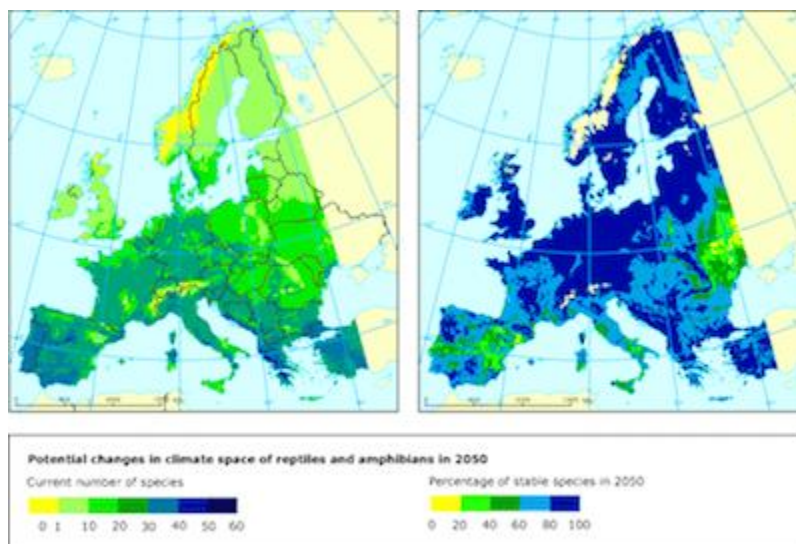 Potential changes in climate space of reptiles and amphibians in 2050
Current number of species
0 1 10 20 30 40 50 60
Percentage of stable species in 2050
0 20 40 60 80 100